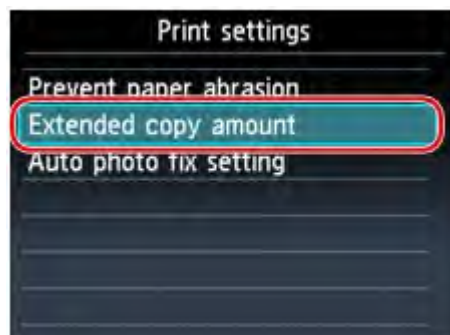 Print settings
Prevent paper abrasion
Extended copy amount
Auto photo fix setting